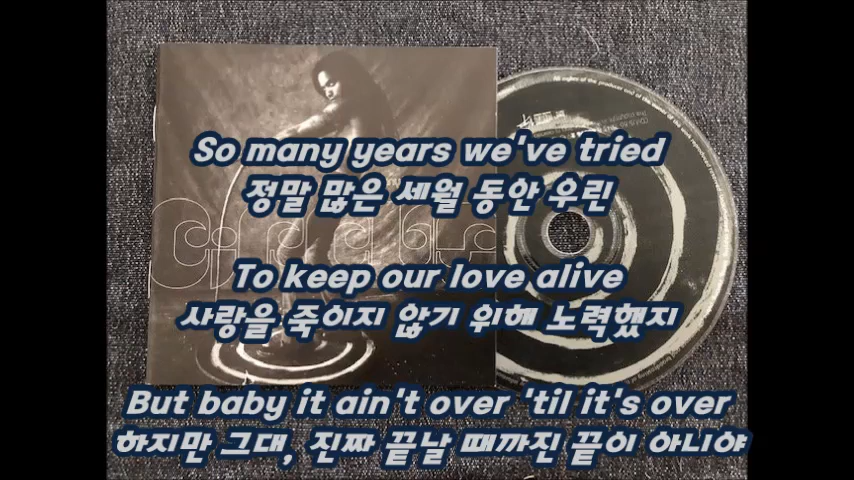 So many years we've tried
정말 많은 세월 동안 우린
To keep our love alive
사랑을 죽이지 않기 위해 노력했지
But baby it ain't over 'til it's over
하지만 그대, 진짜 끝날 때까진 끝이 아니야
circus